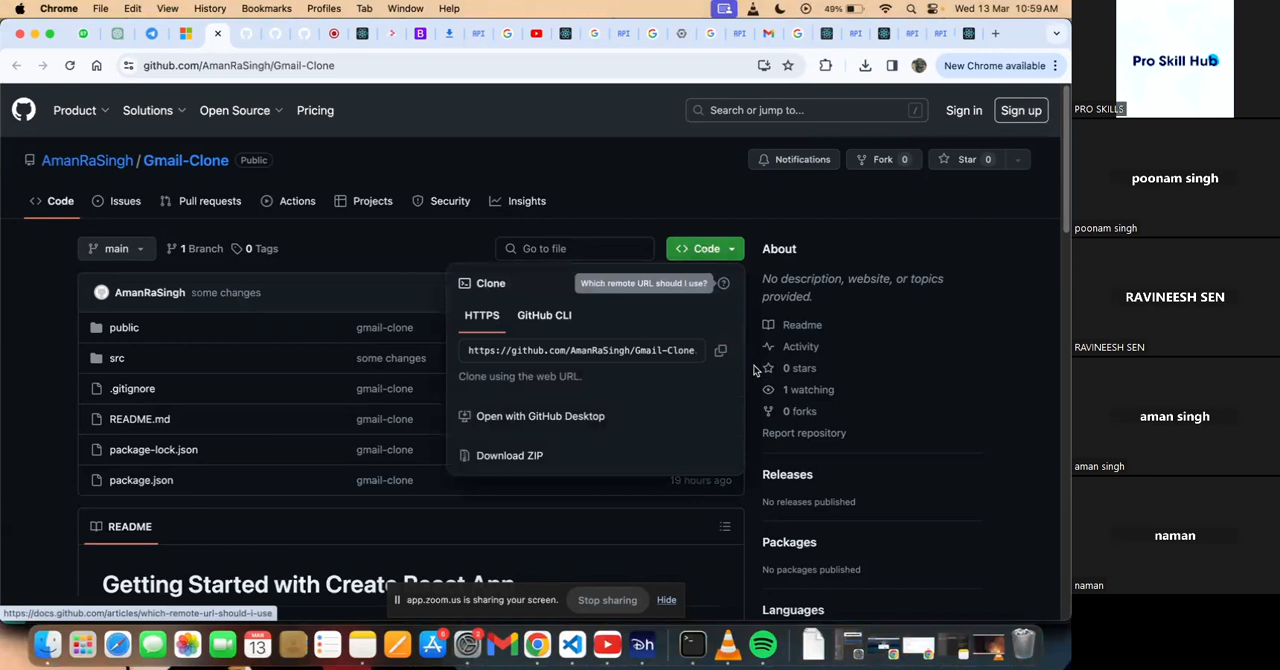 Chrome File Edit View History Bookmarks Profiles Tab Window Help 49% Wed 13 Mar 10:59 AM
API API API API API API
github.com/AmanRaSingh/Gmail-Clone New Chrome available
Product Solutions Open Source Pricing Search or jump to... / Sign in Sign up
AmanRaSingh / Gmail-Clone Public Notifications Fork 0 Star 0
Code Issues Pull requests Actions Projects Security Insights
main 1 Branch 0 Tags Go to file Code About
No description, website, or topics
provided.
AmanRaSingh some changes
public gmail-clone
src some changes
.gitignore gmail-clone
README.md gmail-clone
package-lock.json gmail-clone
package.json gmail-clone 19 hours ago
Clone Which remote URL should I use?
HTTPS GitHub CLI
https://github.com/AmanRaSingh/Gmail-Clone.
Clone using the web URL.
Open with GitHub Desktop
Download ZIP
Readme
Activity
0 stars
1 watching
0 forks
Report repository
Releases
No releases published
Packages
No packages published
Languages
README
Getting Started with Create React App
app.zoom.us is sharing your screen. Stop sharing Hide
https://docs.github.com/articles/which-remote-url-should-i-use
MAR
13
Pro Skill Hub
PRO SKILLS
poonam singh
poonam singh
RAVINEESH SEN
RAVINEESH SEN
aman singh
aman singh
naman
naman